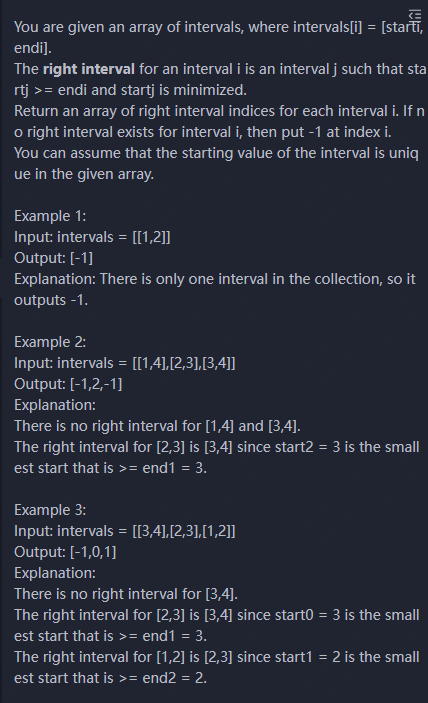 You are given an array of intervals, where intervals[i] = [starti,
endi].
The right interval for an interval i is an interval j such that sta
rtj >= endi and startj is minimized.
Return an array of right interval indices for each interval i. If n
o right interval exists for interval i, then put -1 at index i.
You can assume that the starting value of the interval is uniq
ue in the given array.

Example 1:
Input: intervals = [[1,2]]
Output: [-1]
Explanation: There is only one interval in the collection, so it
outputs -1.

Example 2:
Input: intervals = [[1,4],[2,3],[3,4]]
Output: [-1,2,-1]
Explanation:
There is no right interval for [1,4] and [3,4].
The right interval for [2,3] is [3,4] since start2 = 3 is the small
est start that is >= end1 = 3.

Example 3:
Input: intervals = [[3,4],[2,3],[1,2]]
Output: [-1,0,1]
Explanation:
There is no right interval for [3,4].
The right interval for [2,3] is [3,4] since start0 = 3 is the small
est start that is >= end1 = 3.
The right interval for [1,2] is [2,3] since start1 = 2 is the small
est start that is >= end2 = 2.